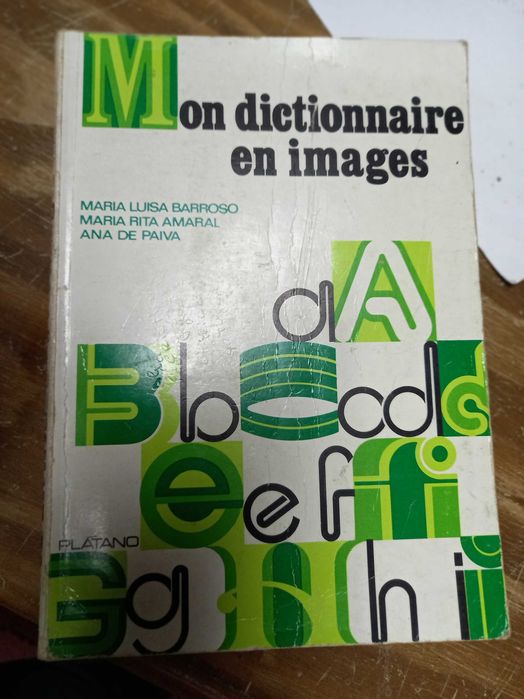 Mon dictionnaire
en images
MARIA LUISA BARROSO
MARIA RITA AMARAL
ANA DE PAIVA
a A
B b C c d
e e f f i
PLÁTANO
G g h i i